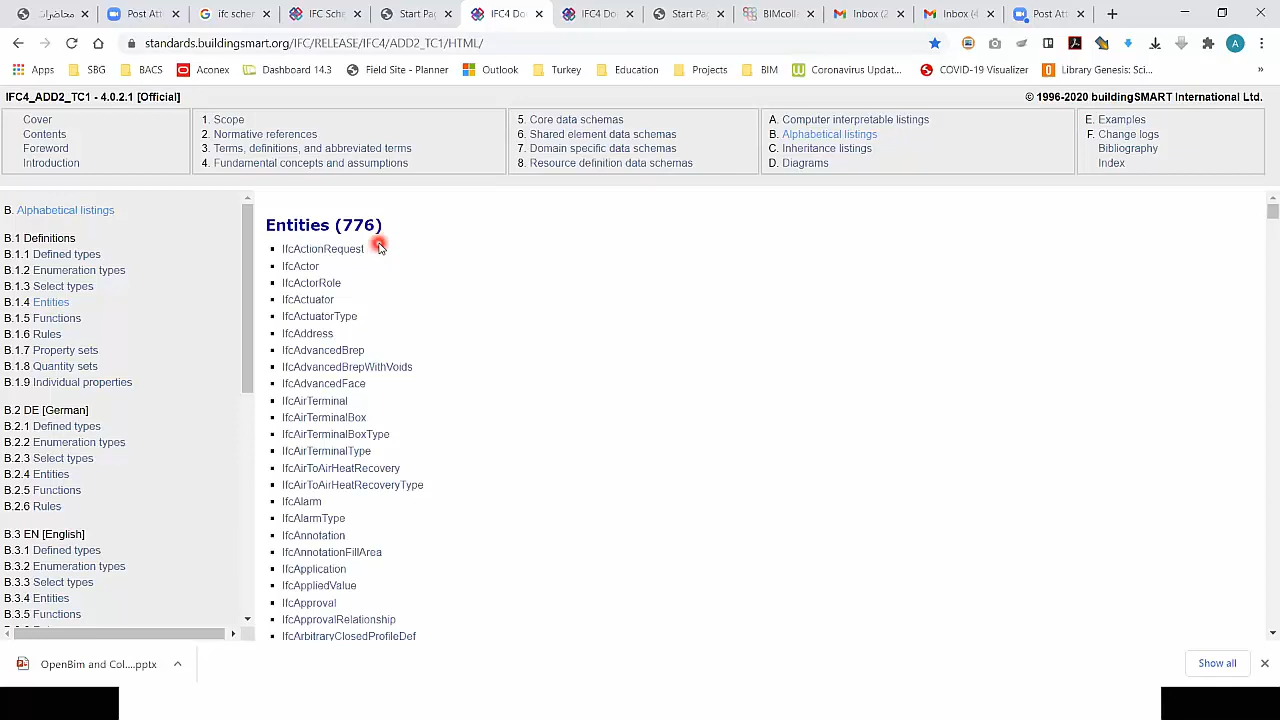 محاضرات
Post Att
ifc scher
IFC Sche
Start Pag
IFC4 Do
IFC4 Do
Start Pag
BIMcoll
Inbox (2
Inbox (4
Post Att
standards.buildingsmart.org/IFC/RELEASE/IFC4/ADD2_TC1/HTML/
A
Apps
SBG
BACS
Aconex
Dashboard 14.3
Field Site - Planner
Outlook
Turkey
Education
Projects
BIM
Coronavirus Updat...
COVID-19 Visualizer
Library Genesis: Sci...
»
IFC4_ADD2_TC1 - 4.0.2.1 [Official]
© 1996-2020 buildingSMART International Ltd.
Cover
Contents
Foreword
Introduction
1. Scope
2. Normative references
3. Terms, definitions, and abbreviated terms
4. Fundamental concepts and assumptions
5 Core data schemas
6 Shared element data schemas
7. Domain specific data schemas
8. Resource definition data schemas
A. Computer interpretable listings
B. Alphabetical listings
C. Inheritance listings
D. Diagrams
E. Examples
F. Change logs
Bibliography
Index
B. Alphabetical listings
B.1 Definitions
B.1.1 Defined types
B.1.2 Enumeration types
B.1.3 Select types
B.1.4 Entities
B.1.5 Functions
B.1.6 Rules
B.1.7 Property sets
B.1.8 Quantity sets
B.1.9 Individual properties
B.2 DE [German]
B.2.1 Defined types
B.2.2 Enumeration types
B.2.3 Select types
B.2.4 Entities
B.2.5 Functions
B.2.6 Rules
B.3 EN [English]
B.3.1 Defined types
B.3.2 Enumeration types
B.3.3 Select types
B.3.4 Entities
B.3.5 Functions
Entities (776)
IfcActionRequest
IfcActor
IfcActorRole
IfcActuator
IfcActuatorType
IfcAddress
IfcAdvancedBrep
IfcAdvancedBrepWithVoids
IfcAdvancedFace
IfcAirTerminal
IfcAirTerminalBox
IfcAirTerminalBoxType
IfcAirTerminalType
IfcAirToAirHeatRecovery
IfcAirToAirHeatRecoveryType
IfcAlarm
IfcAlarmType
IfcAnnotation
IfcAnnotationFillArea
IfcApplication
IfcAppliedValue
IfcApproval
IfcApprovalRelationship
IfcArbitraryClosedProfileDef
OpenBim and Col....pptx
Show all